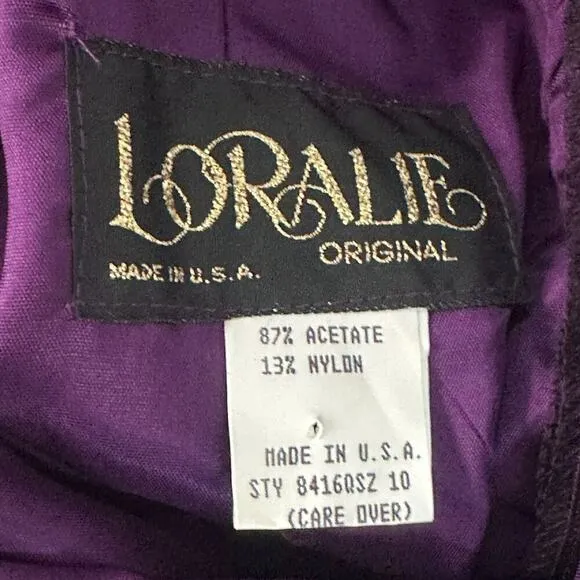 LORALIE
ORIGINAL
MADE IN U.S.A.
87% ACETATE
13% NYLON
MADE IN U.S.A.
STY 8416QSZ 10
(CARE OVER)